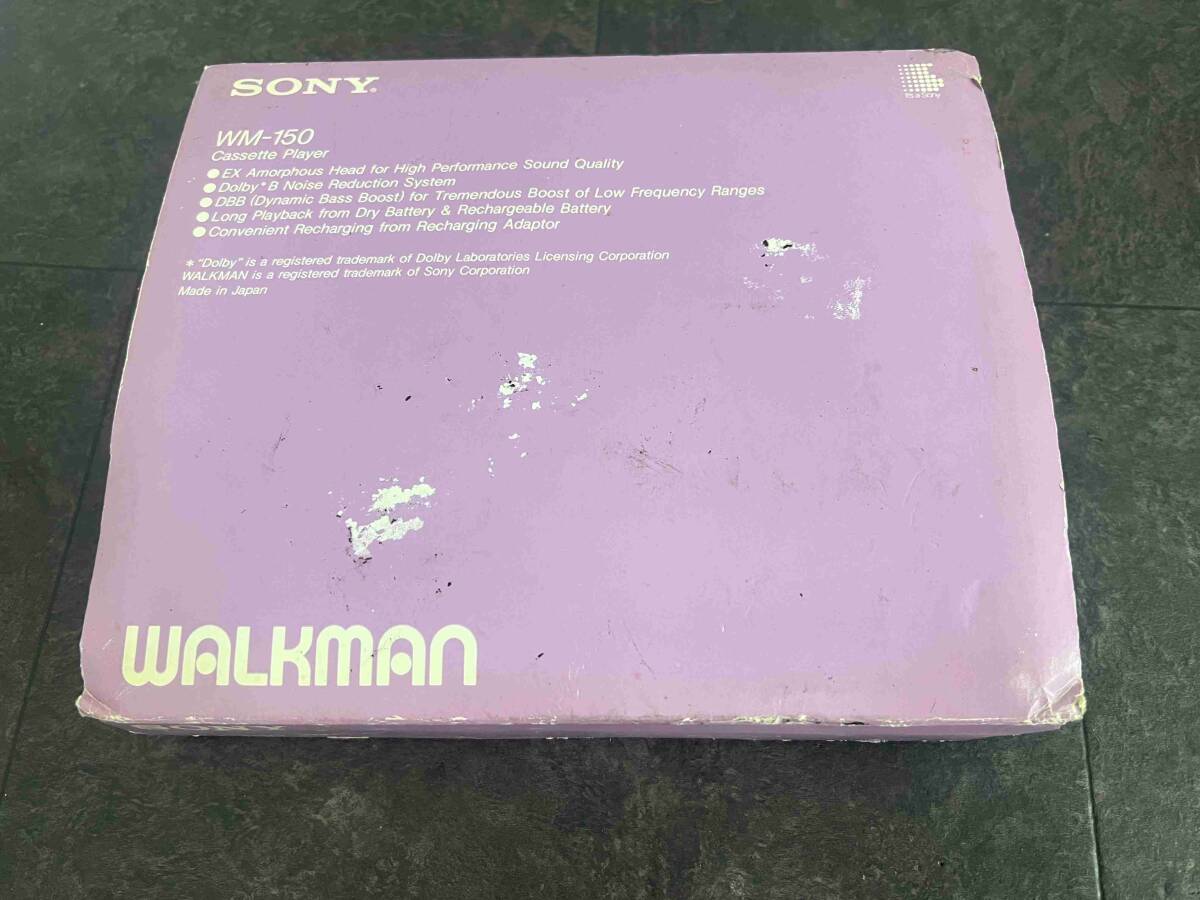 SONY®
It's a Sony
WM-150
Cassette Player
● EX Amorphous Head for High Performance Sound Quality
● Dolby* B Noise Reduction System
● DBB (Dynamic Bass Boost) for Tremendous Boost of Low Frequency Ranges
● Long Playback from Dry Battery & Rechargeable Battery
● Convenient Recharging from Recharging Adaptor
* "Dolby" is a registered trademark of Dolby Laboratories Licensing Corporation
WALKMAN is a registered trademark of Sony Corporation
Made in Japan
WALKMAN